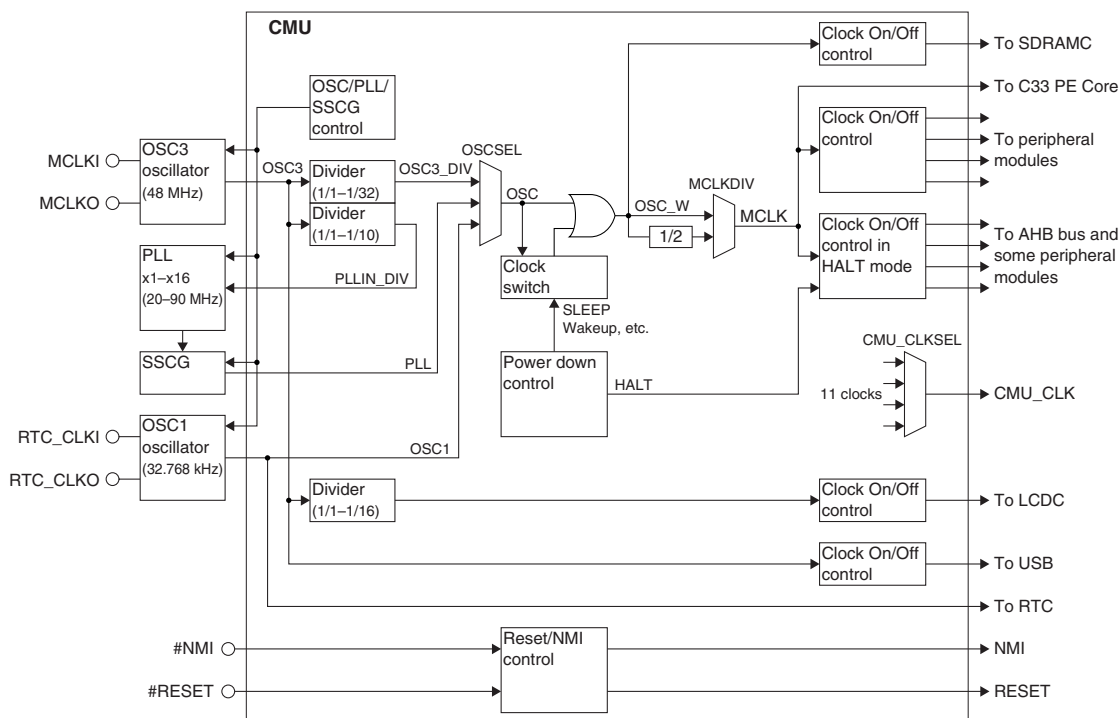 CMU
Clock On/Off
control
To SDRAMC
OSC/PLL/
SSCG
control
To C33 PE Core
Clock On/Off
control
To peripheral
modules
MCLKI
MCLKO
OSC3
oscillator
(48 MHz)
OSC3
Divider
(1/1–1/32)
OSC3_DIV
Divider
(1/1–1/10)
OSCSEL
OSC
OSC_W
MCLKDIV
1/2
MCLK
Clock On/Off
control in
HALT mode
To AHB bus and
some peripheral
modules
PLL
x1–x16
(20–90 MHz)
PLLIN_DIV
Clock
switch
SLEEP
Wakeup, etc.
SSCG
PLL
Power down
control
HALT
CMU_CLKSEL
11 clocks
CMU_CLK
RTC_CLKI
RTC_CLKO
OSC1
oscillator
(32.768 kHz)
OSC1
Divider
(1/1–1/16)
Clock On/Off
control
To LCDC
Clock On/Off
control
To USB
To RTC
#NMI
#RESET
Reset/NMI
control
NMI
RESET